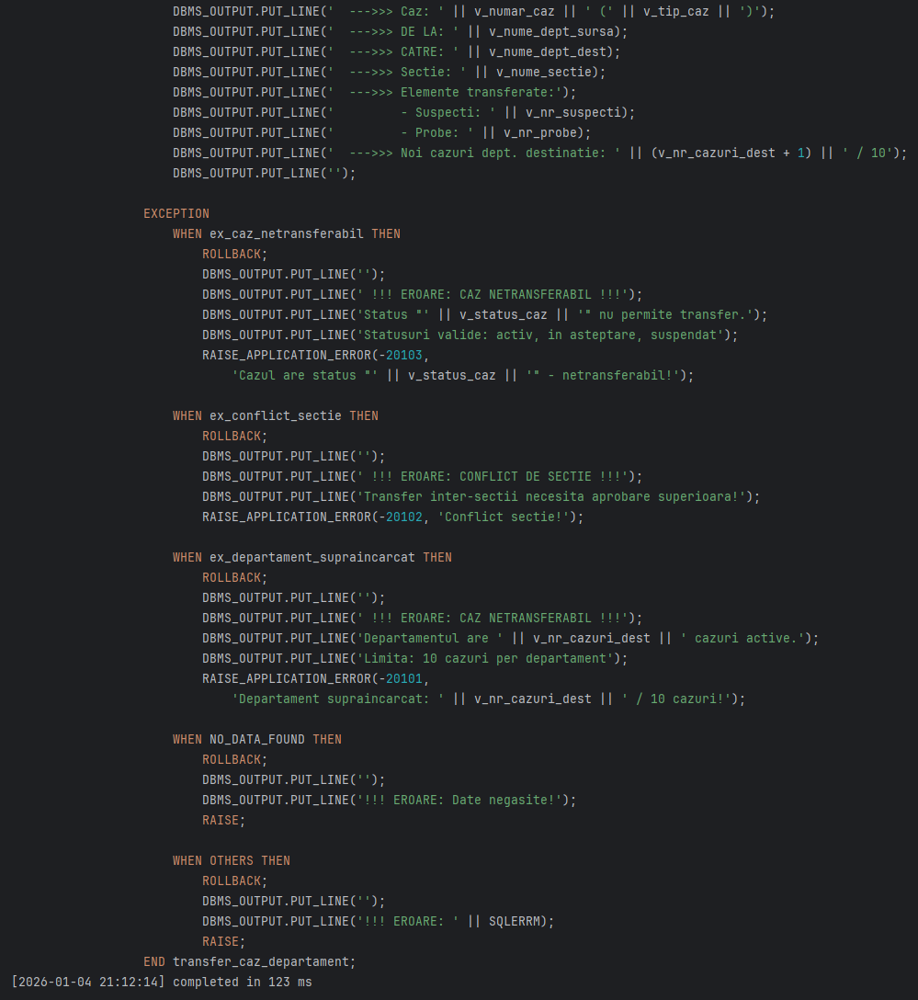 DBMS_OUTPUT.PUT_LINE('  --->>> Caz: ' || v_numar_caz || ' (' || v_tip_caz || ')');
DBMS_OUTPUT.PUT_LINE('  --->>> DE LA: ' || v_nume_dept_sursa);
DBMS_OUTPUT.PUT_LINE('  --->>> CATRE: ' || v_nume_dept_dest);
DBMS_OUTPUT.PUT_LINE('  --->>> Sectie: ' || v_nume_sectie);
DBMS_OUTPUT.PUT_LINE('  --->>> Elemente transferate:');
DBMS_OUTPUT.PUT_LINE('         - Suspecti: ' || v_nr_suspecti);
DBMS_OUTPUT.PUT_LINE('         - Probe: ' || v_nr_probe);
DBMS_OUTPUT.PUT_LINE('  --->>> Noi cazuri dept. destinatie: ' || (v_nr_cazuri_dest + 1) || ' / 10');
DBMS_OUTPUT.PUT_LINE('');
EXCEPTION
WHEN ex_caz_netransferabil THEN
ROLLBACK;
DBMS_OUTPUT.PUT_LINE('');
DBMS_OUTPUT.PUT_LINE(' !!! EROARE: CAZ NETRANSFERABIL !!!');
DBMS_OUTPUT.PUT_LINE('Status "' || v_status_caz || '" nu permite transfer.');
DBMS_OUTPUT.PUT_LINE('Statusuri valide: activ, in asteptare, suspendat');
RAISE_APPLICATION_ERROR(-20103,
'Cazul are status "' || v_status_caz || '" - netransferabil!');
WHEN ex_conflict_sectie THEN
ROLLBACK;
DBMS_OUTPUT.PUT_LINE('');
DBMS_OUTPUT.PUT_LINE(' !!! EROARE: CONFLICT DE SECTIE !!!');
DBMS_OUTPUT.PUT_LINE('Transfer inter-sectii necesita aprobare superioara!');
RAISE_APPLICATION_ERROR(-20102, 'Conflict sectie!');
WHEN ex_departament_supraincarcat THEN
ROLLBACK;
DBMS_OUTPUT.PUT_LINE('');
DBMS_OUTPUT.PUT_LINE(' !!! EROARE: CAZ NETRANSFERABIL !!!');
DBMS_OUTPUT.PUT_LINE('Departamentul are ' || v_nr_cazuri_dest || ' cazuri active.');
DBMS_OUTPUT.PUT_LINE('Limita: 10 cazuri per departament');
RAISE_APPLICATION_ERROR(-20101,
'Departament supraincarcat: ' || v_nr_cazuri_dest || ' / 10 cazuri!');
WHEN NO_DATA_FOUND THEN
ROLLBACK;
DBMS_OUTPUT.PUT_LINE('');
DBMS_OUTPUT.PUT_LINE('!!! EROARE: Date negasite!');
RAISE;
WHEN OTHERS THEN
ROLLBACK;
DBMS_OUTPUT.PUT_LINE('');
DBMS_OUTPUT.PUT_LINE('!!! EROARE: ' || SQLERRM);
RAISE;
END transfer_caz_departament;
[2026-01-04 21:12:14] completed in 123 ms